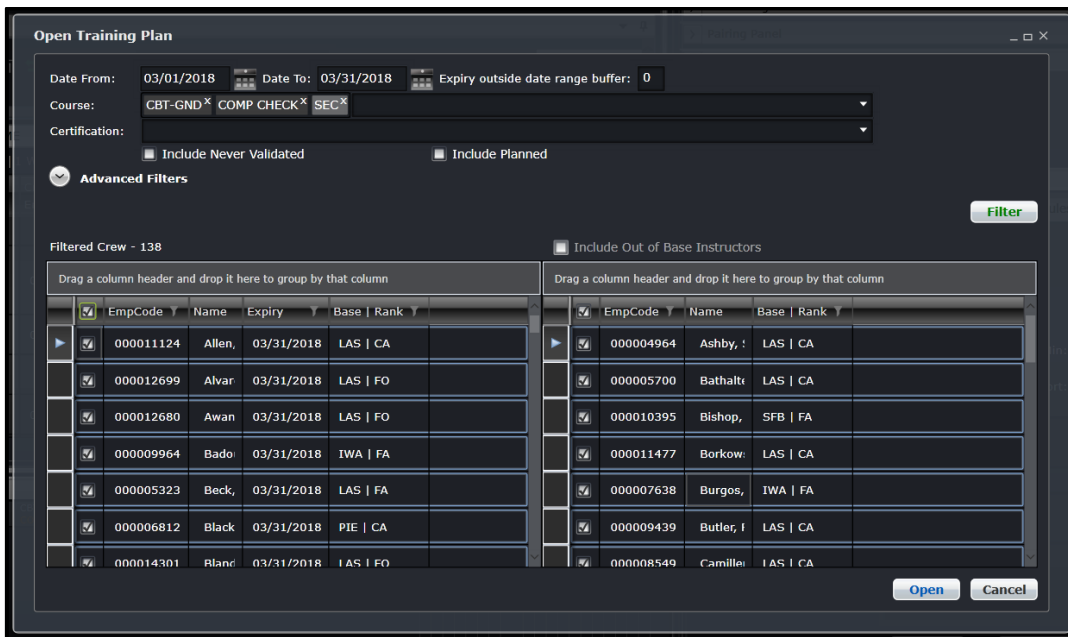 Open Training Plan
Date From: 03/01/2018 Date To: 03/31/2018 Expiry outside date range buffer: 0
Course: CBT-GND X COMP CHECK X SEC X
Certification:
Include Never Validated Include Planned
Advanced Filters
Filter
Filtered Crew - 138 Include Out of Base Instructors
Drag a column header and drop it here to group by that column
EmpCode Name Expiry Base | Rank
000011124 Allen, 03/31/2018 LAS | CA
000012699 Alvar 03/31/2018 LAS | FO
000012680 Awan 03/31/2018 LAS | FO
000009964 Bado 03/31/2018 IWA | FA
000005323 Beck, 03/31/2018 LAS | FA
000006812 Black 03/31/2018 PIE | CA
000014301 Bland 03/31/2018 LAS | FO
Drag a column header and drop it here to group by that column
EmpCode Name Base | Rank
000004964 Ashby, LAS | CA
000005700 Bathalt LAS | CA
000010395 Bishop, SFB | FA
000011477 Borkow LAS | CA
000007638 Burgos, IWA | FA
000009439 Butler, LAS | CA
000008549 Camille LAS | CA
Open Cancel